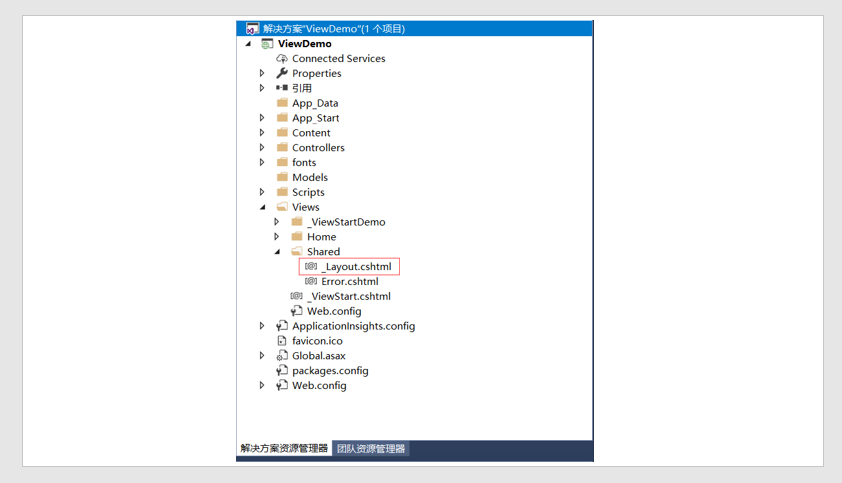 解决方案"ViewDemo"(1 个项目)
ViewDemo
Connected Services
Properties
引用
App_Data
App_Start
Content
Controllers
fonts
Models
Scripts
Views
_ViewStartDemo
Home
Shared
_Layout.cshtml
Error.cshtml
_ViewStart.cshtml
Web.config
ApplicationInsights.config
favicon.ico
Global.asax
packages.config
Web.config
解决方案资源管理器 团队资源管理器